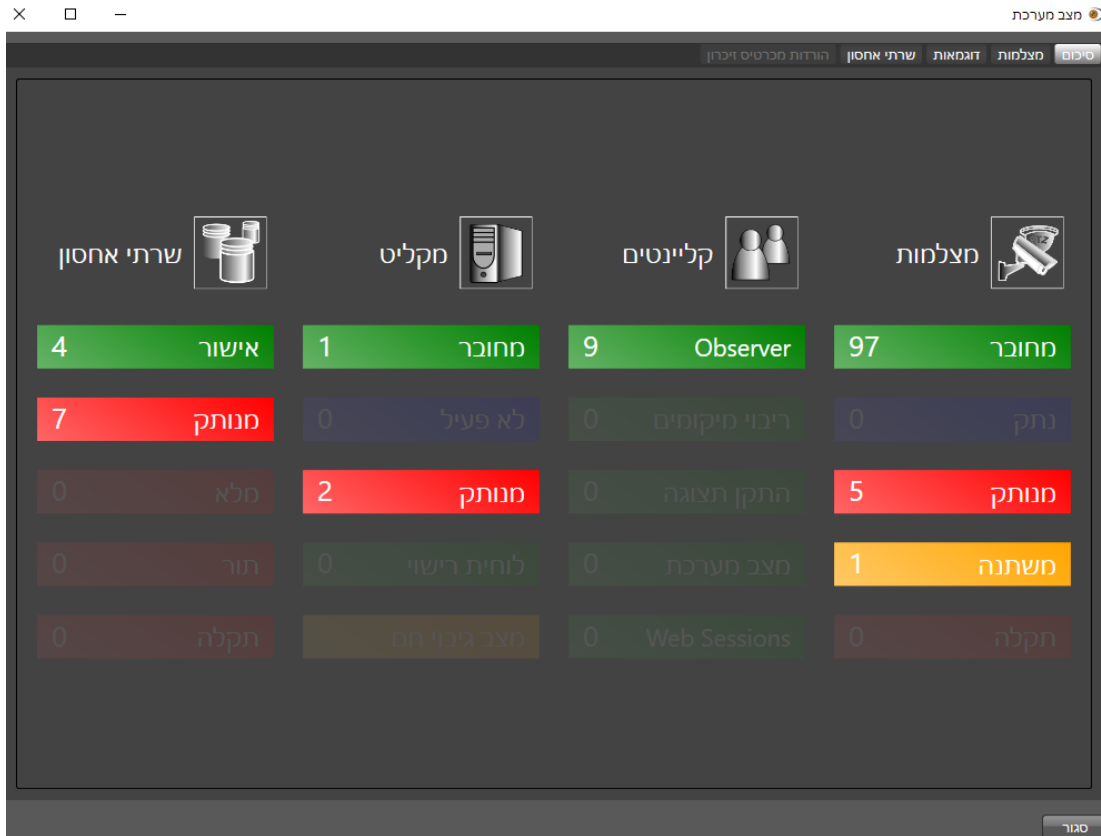 מצב מערכת
סיכום מצלמות דוגמאות שרתי אחסון הורדות מכרטיס זיכרון
מצלמות
מחובר 97
נתק 0
מנותק 5
משתנה 1
תקלה 0
קליינטים
Observer 9
ריבוי מיקומים 0
התקן תצוגה 0
מצב מערכת 0
Web Sessions 0
מקליט
מחובר 1
לא פעיל 0
מנותק 2
לוחית רישוי 0
מצב גיבוי חם
שרתי אחסון
אישור 4
מנותק 7
מלא 0
תור 0
תקלה 0
סגור